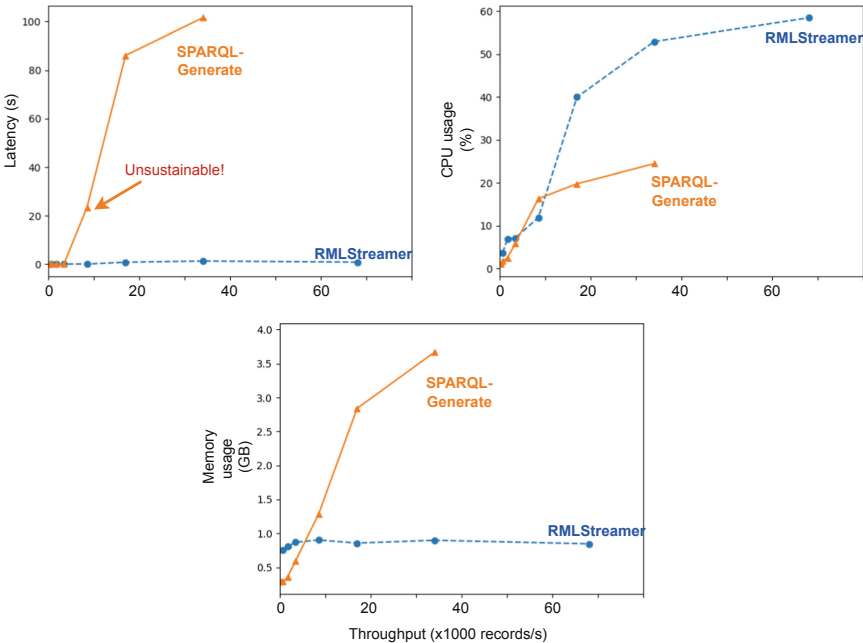 100
80
60
40
20
0
Latency (s)
SPARQL-
Generate
Unsustainable!
RMLStreamer
0
20
40
60
60
50
40
30
20
10
0
CPU usage
(%)
RMLStreamer
SPARQL-
Generate
0
20
40
60
4.0
3.5
3.0
2.5
2.0
1.5
1.0
0.5
Memory
usage
(GB)
SPARQL-
Generate
RMLStreamer
0
20
40
60
Throughput (x1000 records/s)